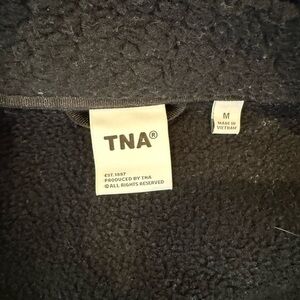 TNA®
EST. 1997
PRODUCED BY TNA
©ALL RIGHTS RESERVED
M
MADE IN
VIETNAM